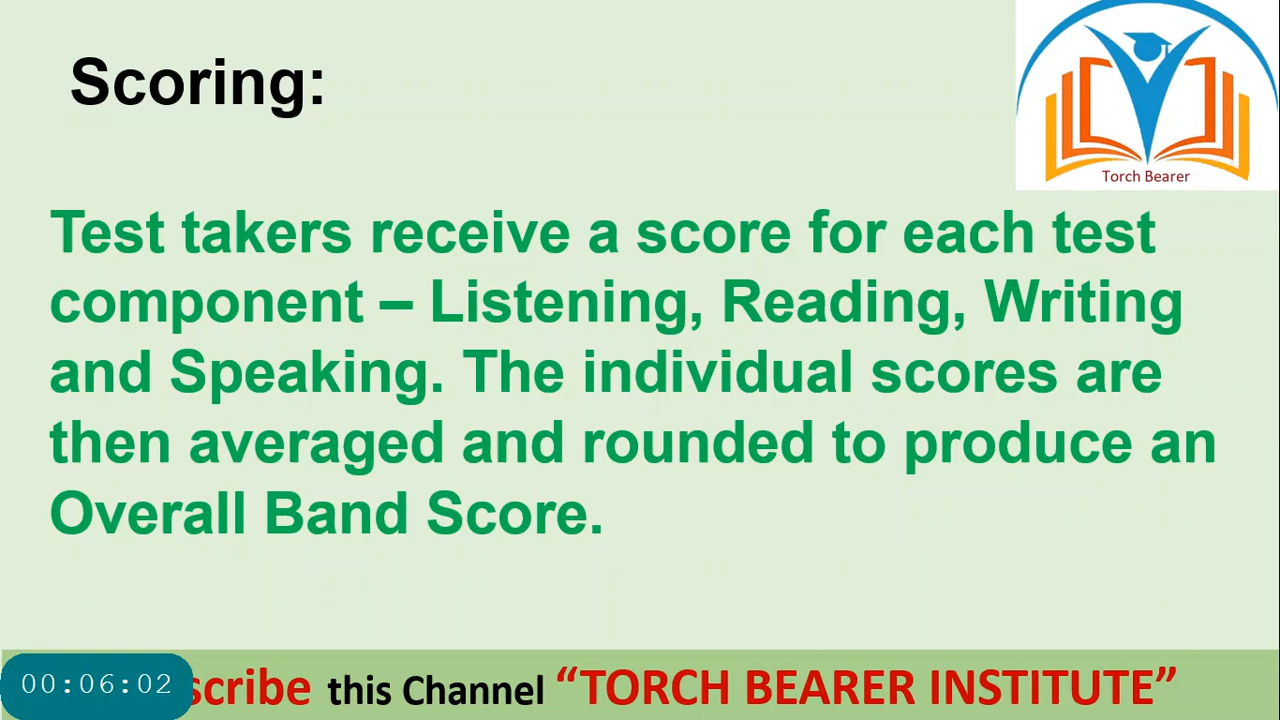 Scoring:
Torch Bearer
Test takers receive a score for each test
component – Listening, Reading, Writing
and Speaking. The individual scores are
then averaged and rounded to produce an
Overall Band Score.
00:06:02
scribe this Channel “TORCH BEARER INSTITUTE”